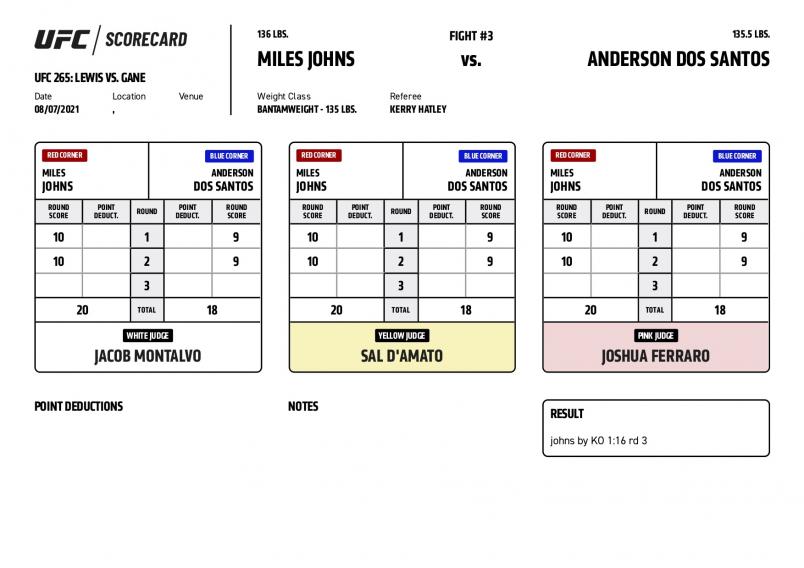 UFC / SCORECARD
UFC 265: LEWIS VS. GANE
Date Location Venue
08/07/2021 ,
136 LBS. FIGHT #3 135.5 LBS.
MILES JOHNS vs. ANDERSON DOS SANTOS
Weight Class Referee
BANTAMWEIGHT - 135 LBS. KERRY HATLEY
RED CORNER BLUE CORNER
MILES ANDERSON
JOHNS DOS SANTOS
ROUND SCORE POINT DEDUCT. ROUND POINT DEDUCT. ROUND SCORE
10 1 9
10 2 9
3
20 TOTAL 18
WHITE JUDGE
JACOB MONTALVO
RED CORNER BLUE CORNER
MILES ANDERSON
JOHNS DOS SANTOS
ROUND SCORE POINT DEDUCT. ROUND POINT DEDUCT. ROUND SCORE
10 1 9
10 2 9
3
20 TOTAL 18
YELLOW JUDGE
SAL D'AMATO
RED CORNER BLUE CORNER
MILES ANDERSON
JOHNS DOS SANTOS
ROUND SCORE POINT DEDUCT. ROUND POINT DEDUCT. ROUND SCORE
10 1 9
10 2 9
3
20 TOTAL 18
PINK JUDGE
JOSHUA FERRARO
POINT DEDUCTIONS
NOTES
RESULT
johns by KO 1:16 rd 3